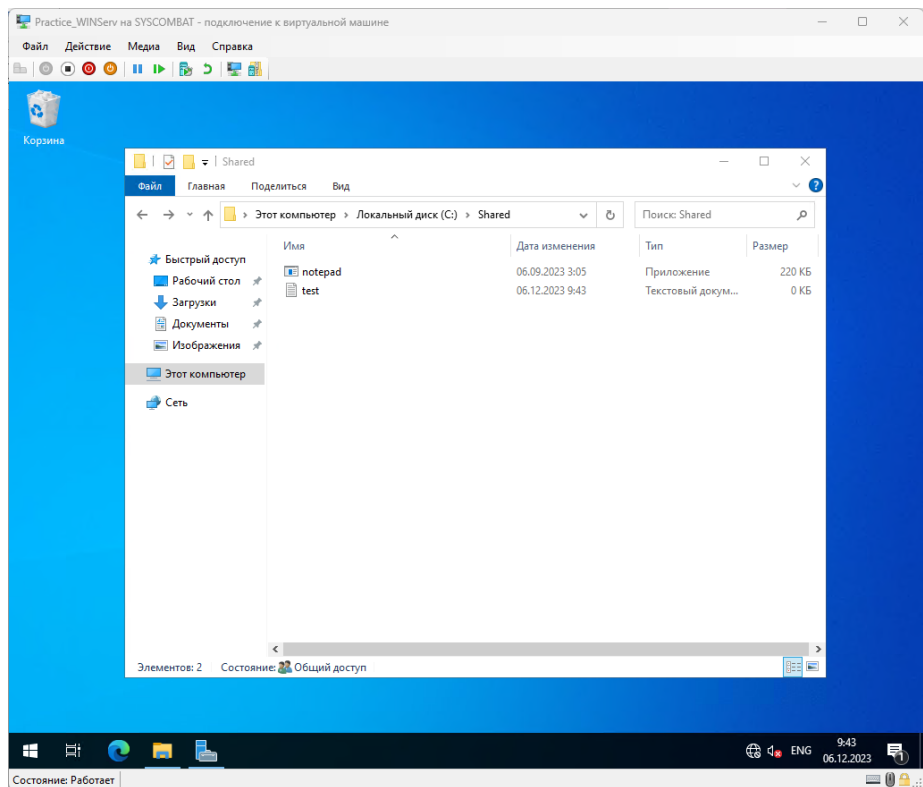 Practice_WINServ на SYSCOMBAT - подключение к виртуальной машине
Файл Действие Медиа Вид Справка
Корзина
Shared
Файл Главная Поделиться Вид
Этот компьютер > Локальный диск (C:) > Shared
Поиск: Shared
Имя Дата изменения Тип Размер
Быстрый доступ
Рабочий стол
Загрузки
Документы
Изображения
Этот компьютер
Сеть
notepad 06.09.2023 3:05 Приложение 220 КБ
test 06.12.2023 9:43 Текстовый докум... 0 КБ
Элементов: 2 Состояние: Общий доступ
ENG
9:43
06.12.2023
1
Состояние: Работает